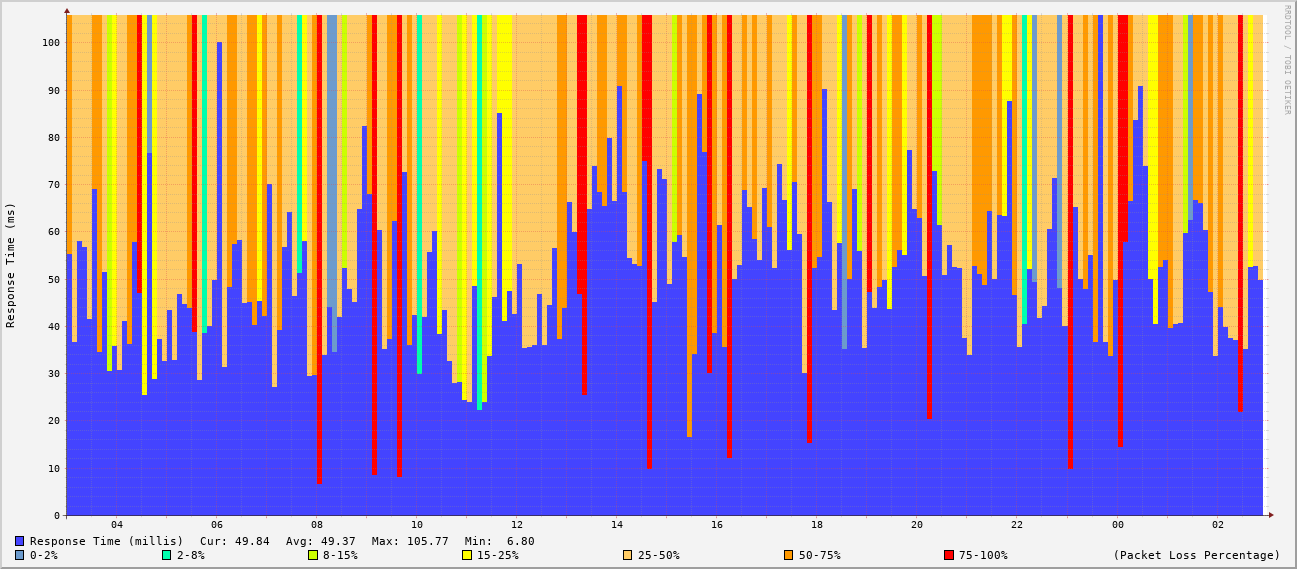 RRDTOOL / TOBI OETIKER
Response Time (ms)
100
90
80
70
60
50
40
30
20
10
0
04 06 08 10 12 14 16 18 20 22 00 02
Response Time (millis) Cur: 49.84 Avg: 49.37 Max: 105.77 Min: 6.80
0-2% 2-8% 8-15% 15-25% 25-50% 50-75% 75-100% (Packet Loss Percentage)